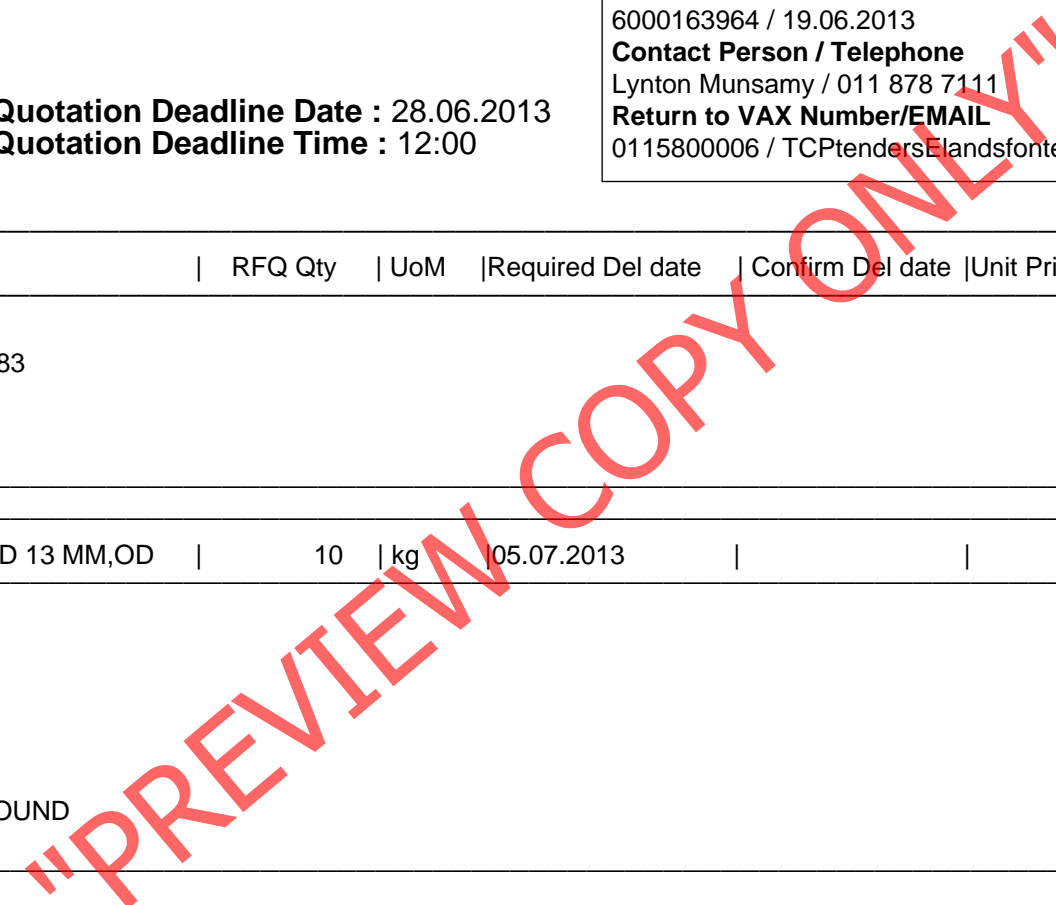 6000163964 / 19.06.2013
Contact Person / Telephone
Lynton Munsamy / 011 878 7111
Quotation Deadline Date : 28.06.2013
Return to VAX Number/EMAIL
Quotation Deadline Time : 12:00
0115800006 / TCPtendersElandsfonte
| RFQ Qty | UoM |Required Del date | Confirm Del date |Unit Pri
83
D 13 MM,OD | 10 | kg |05.07.2013 | |
OUND
"PREVIEW COPY ONLY"